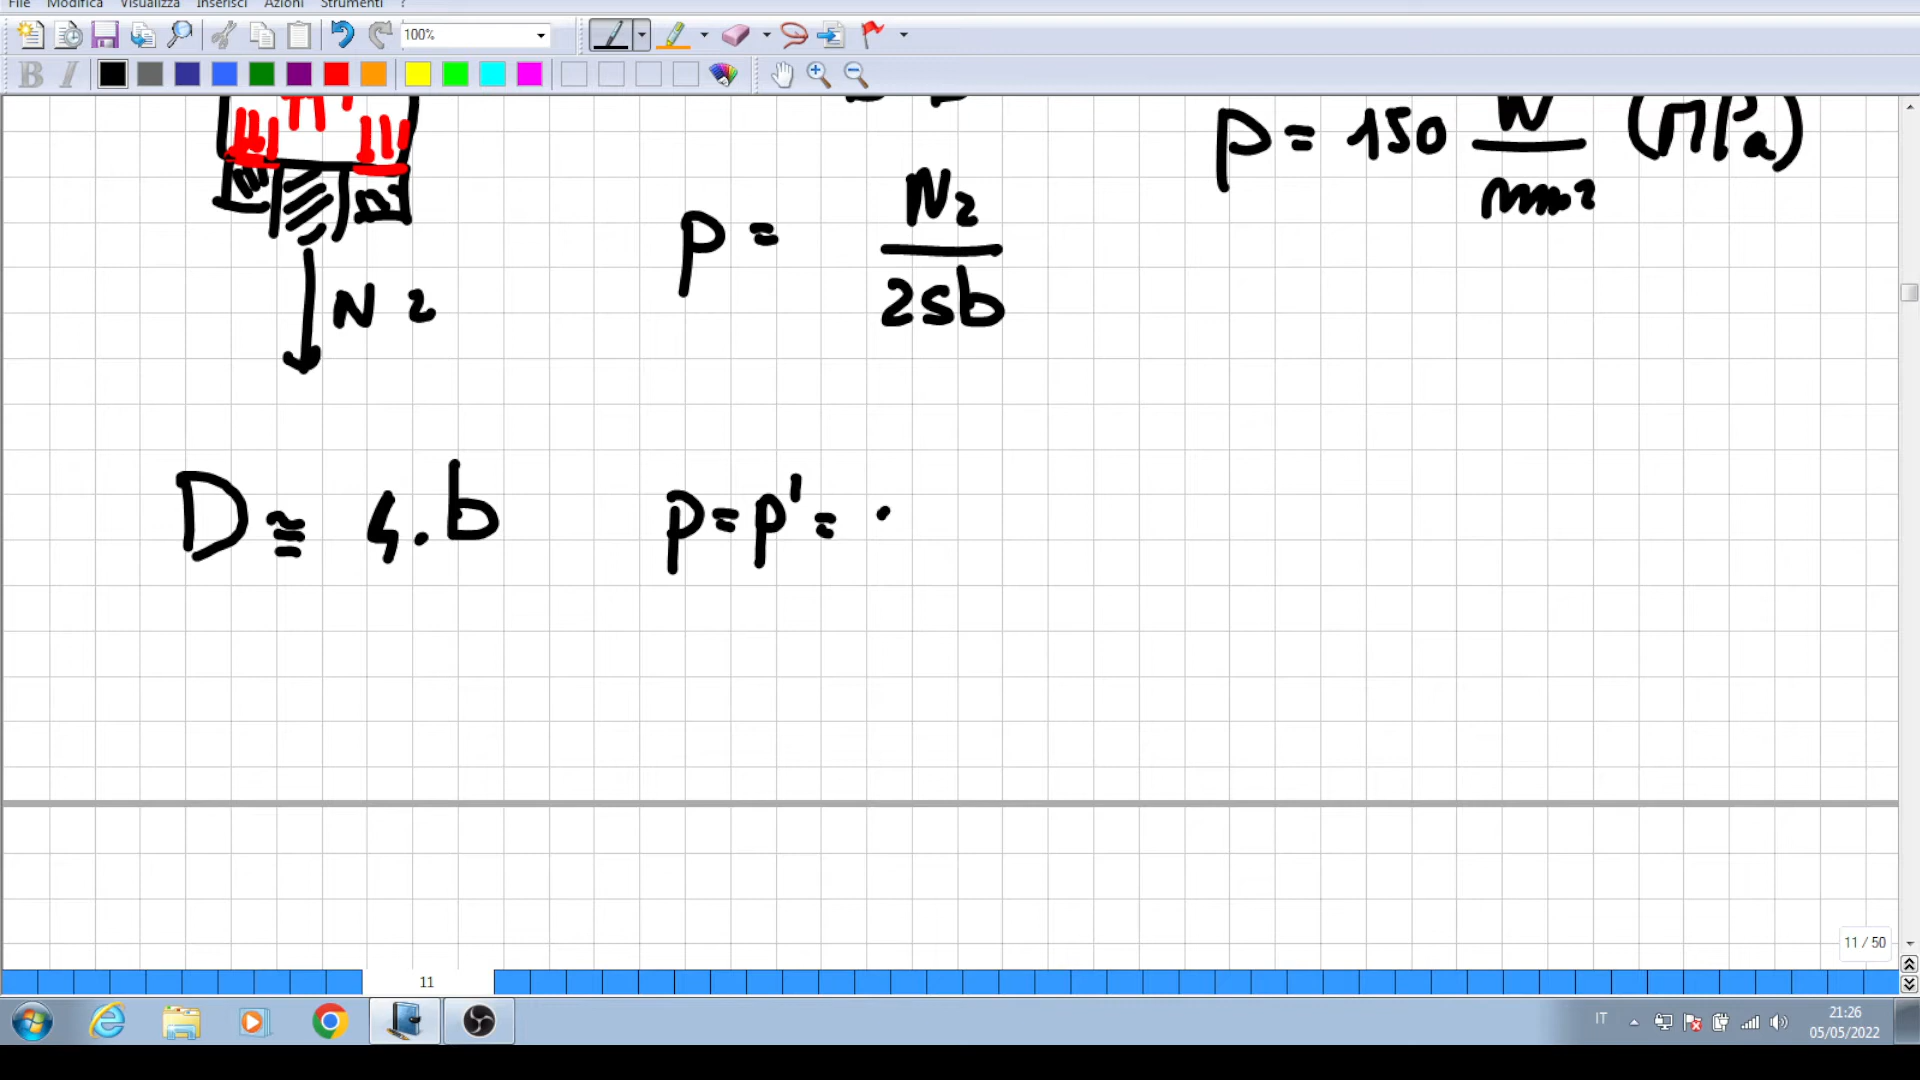 File Modifica Visualizza Inserisci Azioni Strumenti ?
100%
B I
p = 150 N/mm² (MPa)
p = N2/2sb
N 2
D ≅ 4.b p=p'= .
11 / 50
11
IT
21:26
05/05/2022